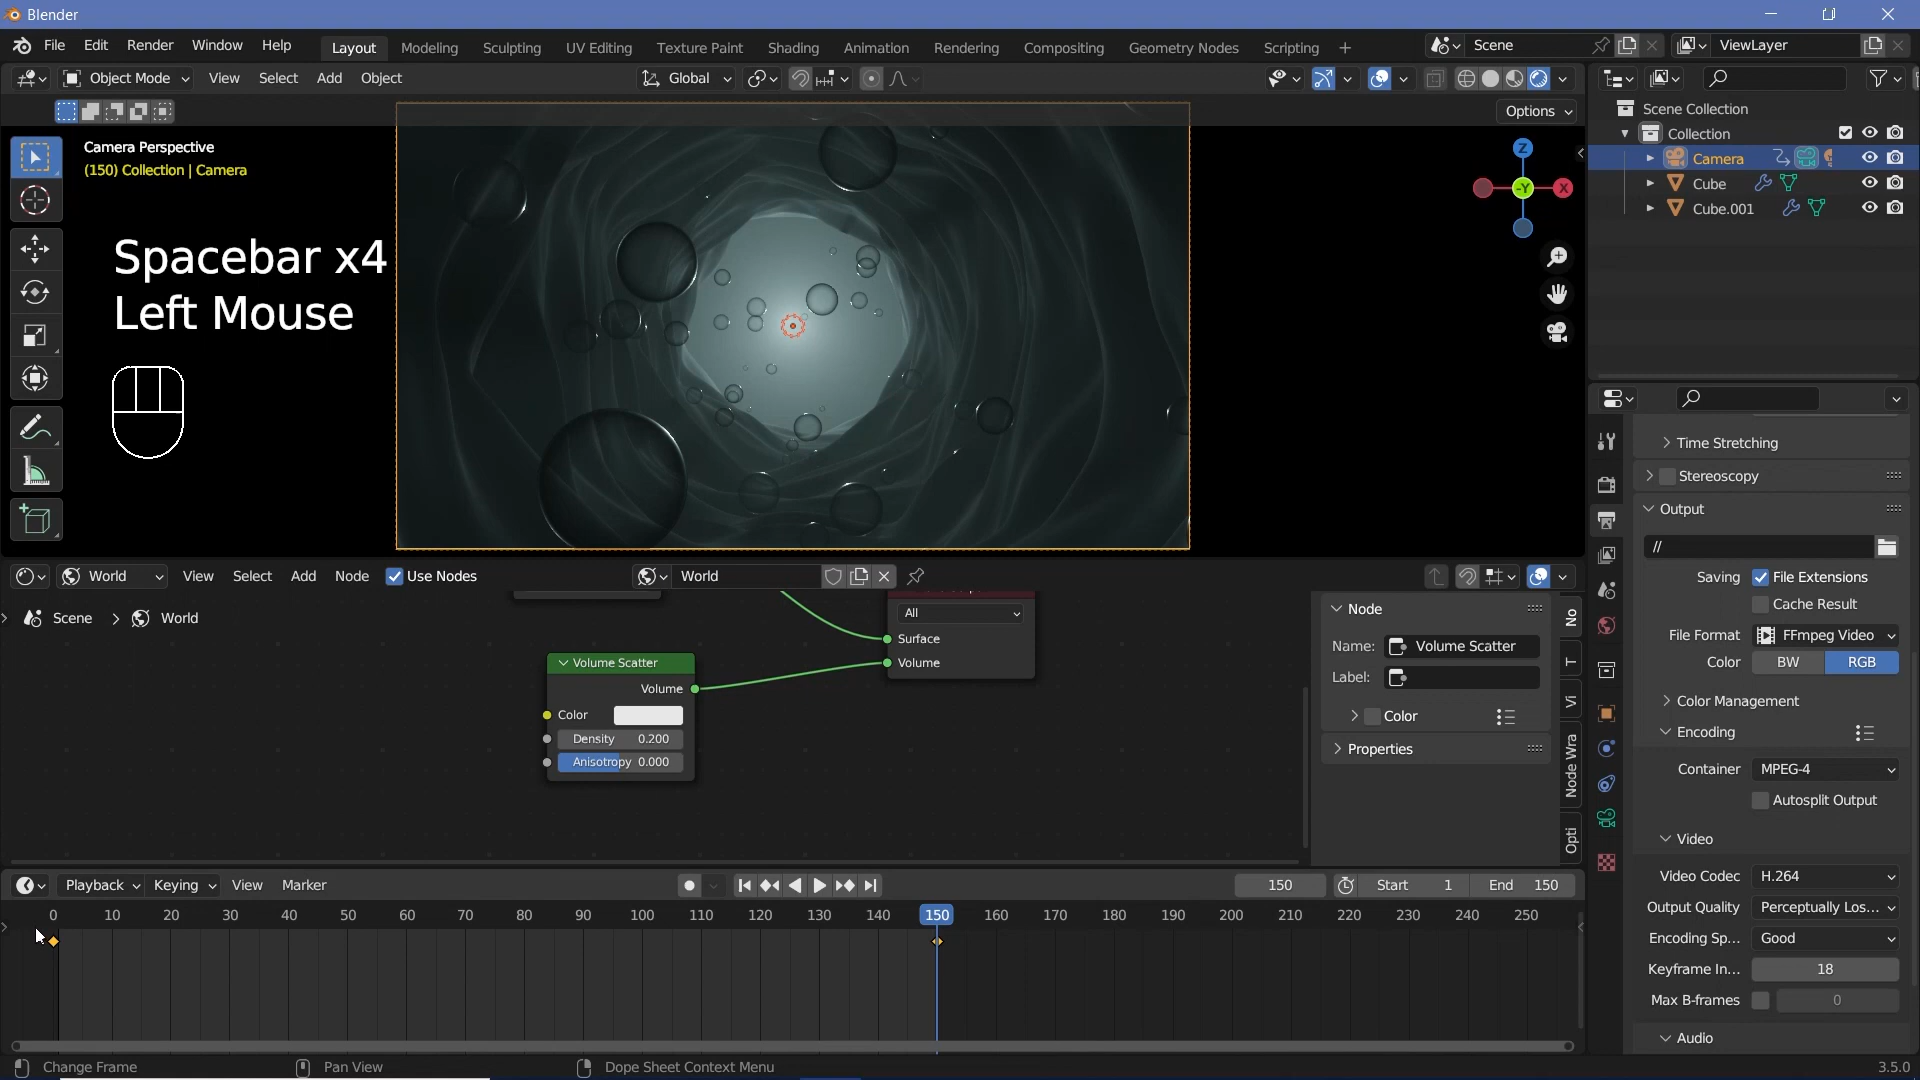 Blender
File Edit Render Window Help Layout Modeling Sculpting UV Editing Texture Paint Shading Animation Rendering Compositing Geometry Nodes Scripting + Scene ViewLayer
Object Mode View Select Add Object Global
Options
Camera Perspective
(150) Collection | Camera
Spacebar x4
Left Mouse
Z
-Y X
Scene Collection
Collection
Camera
Cube
Cube.001
Time Stretching
Stereoscopy
Output
//
Saving File Extensions
Cache Result
File Format FFmpeg Video
Color BW RGB
Color Management
Encoding
Container MPEG-4
Autosplit Output
Video
Video Codec H.264
Output Quality Perceptually Los...
Encoding Sp... Good
Keyframe In... 18
Max B-frames 0
Audio
World View Select Add Node Use Nodes World
Scene > World
All
Surface
Volume
Volume Scatter
Volume
Color
Density 0.200
Anisotropy 0.000
Node
Name: Volume Scatter
Label:
Color
Properties
No
T
Vi
Node Wra
Opti
Playback Keying View Marker 150 Start 1 End 150
0 10 20 30 40 50 60 70 80 90 100 110 120 130 140 150 160 170 180 190 200 210 220 230 240 250
Change Frame Pan View Dope Sheet Context Menu 3.5.0